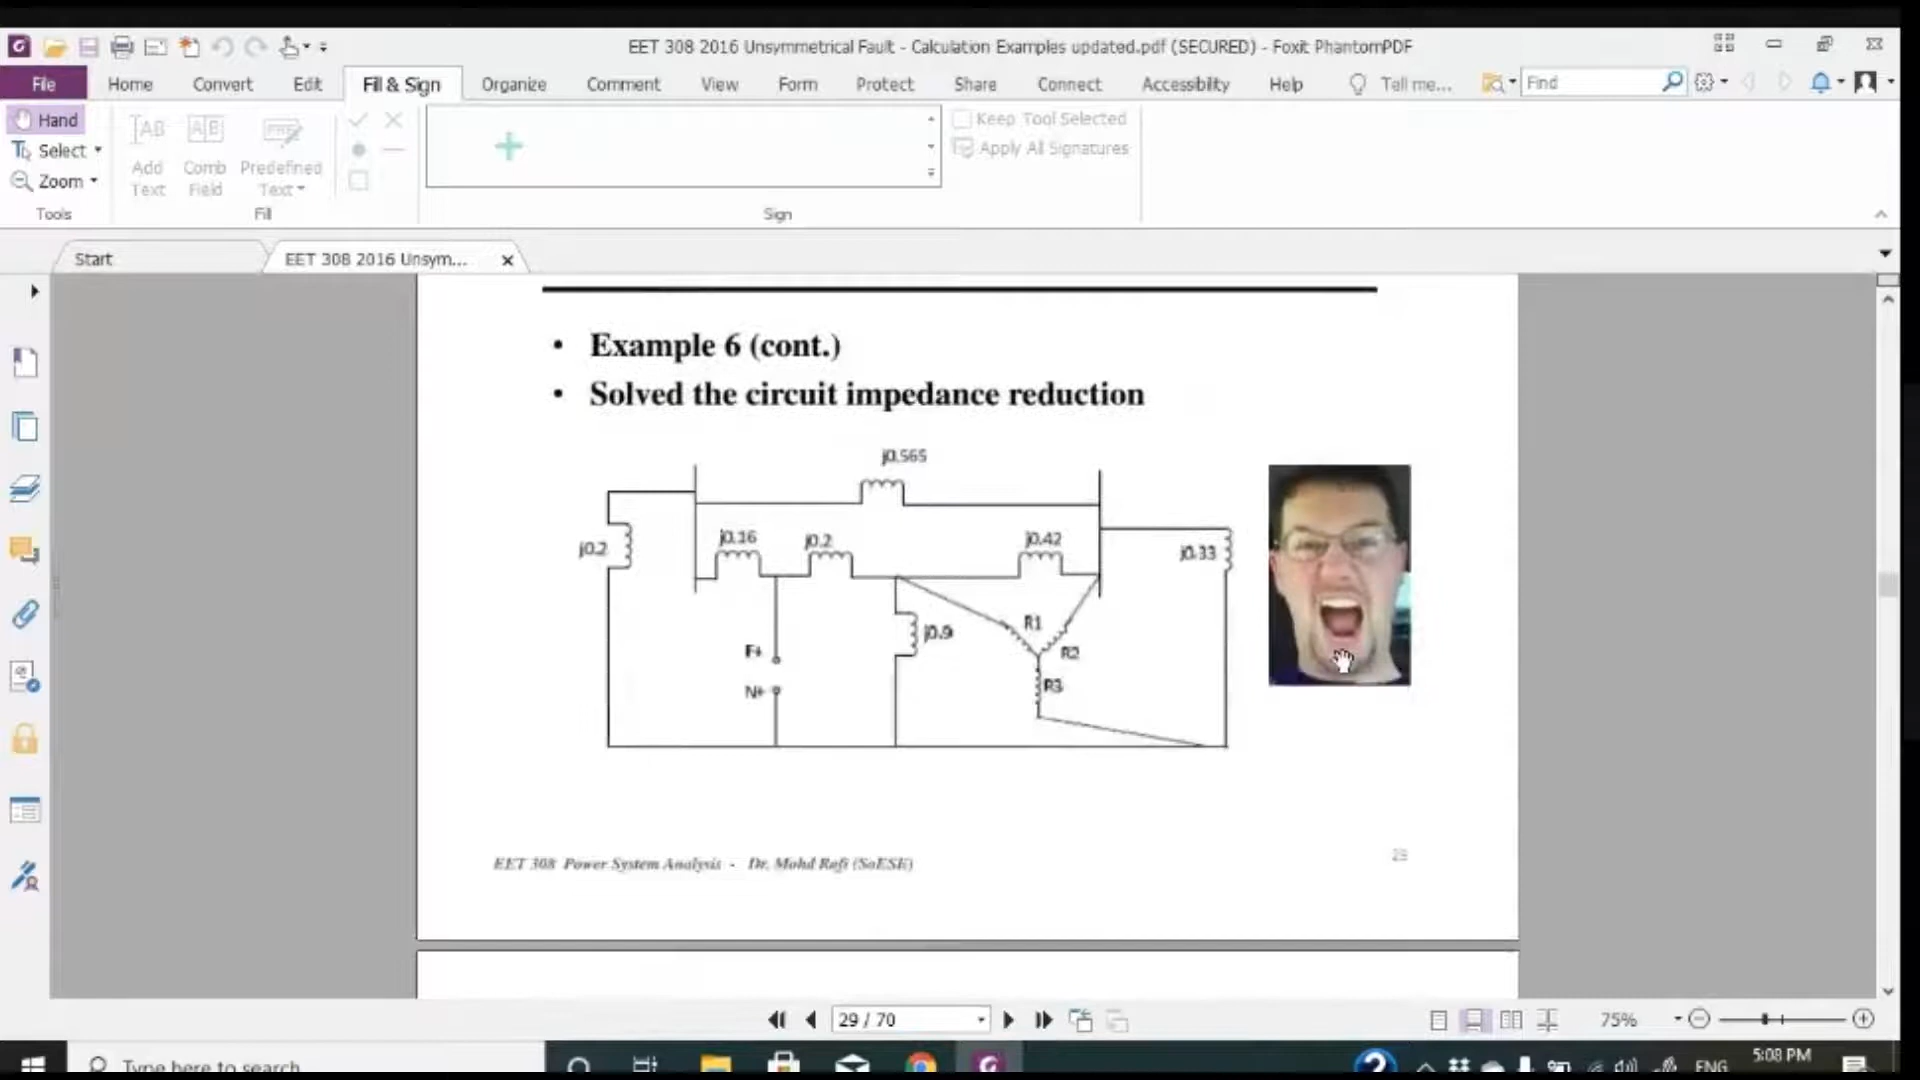 EET 308 2016 Unsymmetrical Fault - Calculation Examples updated.pdf (SECURED) - Foxit PhantomPDF
File Home Convert Edit Fill & Sign Organize Comment View Form Protect Share Connect Accessibility Help Tell me... Find
Hand
Select
Zoom
Tools
Add Text
Comb Field
Predefined Text
Fill
Keep Tool Selected
Apply All Signatures
Sign
Start
EET 308 2016 Unsym...
• Example 6 (cont.)
• Solved the circuit impedance reduction
j0.565
j0.16 j0.2 j0.42
j0.2 j0.33
R1
j0.9
F+ R2
N+ R3
EET 308 Power System Analysis - Dr. Mohd Rafi (SoESE)
29 / 70
75%
Type here to search
ENG
5:08 PM